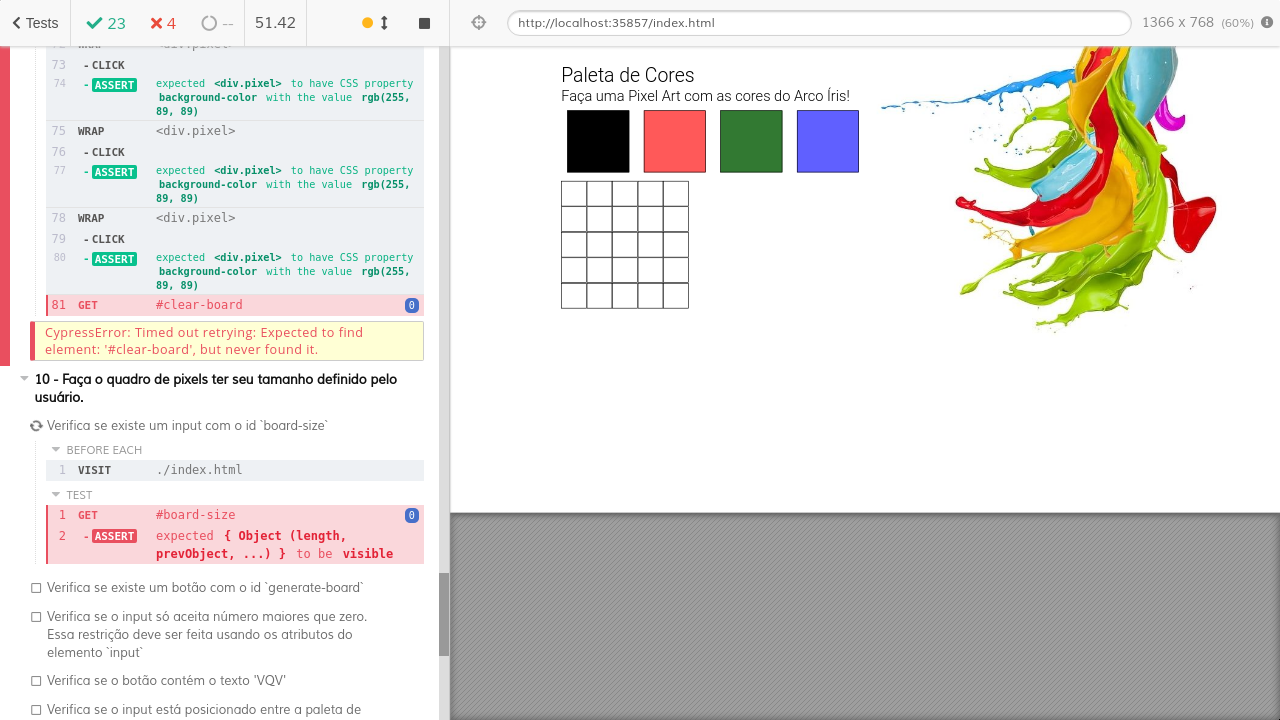 Tests
23
4
--
51.42
http://localhost:35857/index.html
1366 x 768 (60%)
WRAP <div.pixel>
73 - CLICK
74 - ASSERT expected <div.pixel> to have CSS property
background-color with the value rgb(255,
89, 89)
75 WRAP <div.pixel>
76 - CLICK
77 - ASSERT expected <div.pixel> to have CSS property
background-color with the value rgb(255,
89, 89)
78 WRAP <div.pixel>
79 - CLICK
80 - ASSERT expected <div.pixel> to have CSS property
background-color with the value rgb(255,
89, 89)
81 GET #clear-board 0
CypressError: Timed out retrying: Expected to find
element: '#clear-board', but never found it.
10 - Faça o quadro de pixels ter seu tamanho definido pelo
usuário.
Verifica se existe um input com o id `board-size`
BEFORE EACH
1 VISIT ./index.html
TEST
1 GET #board-size 0
2 - ASSERT expected { Object (length,
prevObject, ...) } to be visible
Verifica se existe um botão com o id `generate-board`
Verifica se o input só aceita número maiores que zero.
Essa restrição deve ser feita usando os atributos do
elemento `input`
Verifica se o botão contém o texto 'VQV'
Verifica se o input está posicionado entre a paleta de
Paleta de Cores
Faça uma Pixel Art com as cores do Arco Íris!